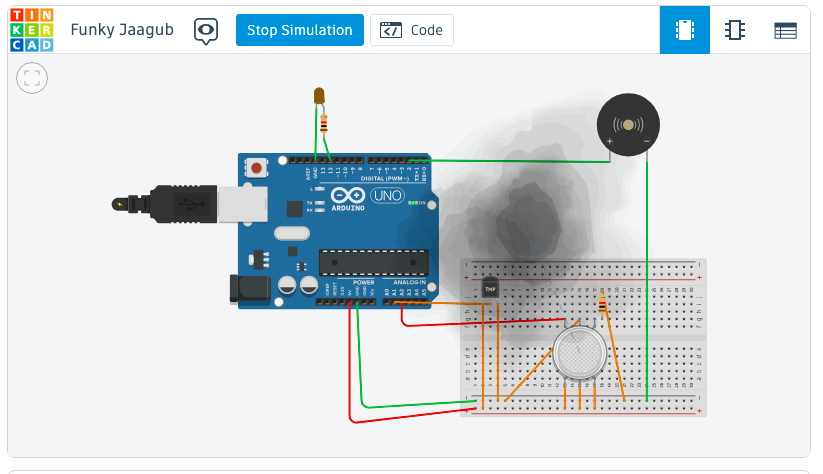 TIN
KER
CAD
Funky Jaagub
Stop Simulation
Code
AREF
GND
13
12
~11
~10
~9
8
7
~6
~5
4
~3
2
TX→1
RX←0
DIGITAL (PWM~)
L
TX
RX
ARDUINO
UNO
ON
POWER
ANALOG IN
IOREF
RESET
3.3V
5V
GND
GND
Vin
A0
A1
A2
A3
A4
A5
TMP
+
−